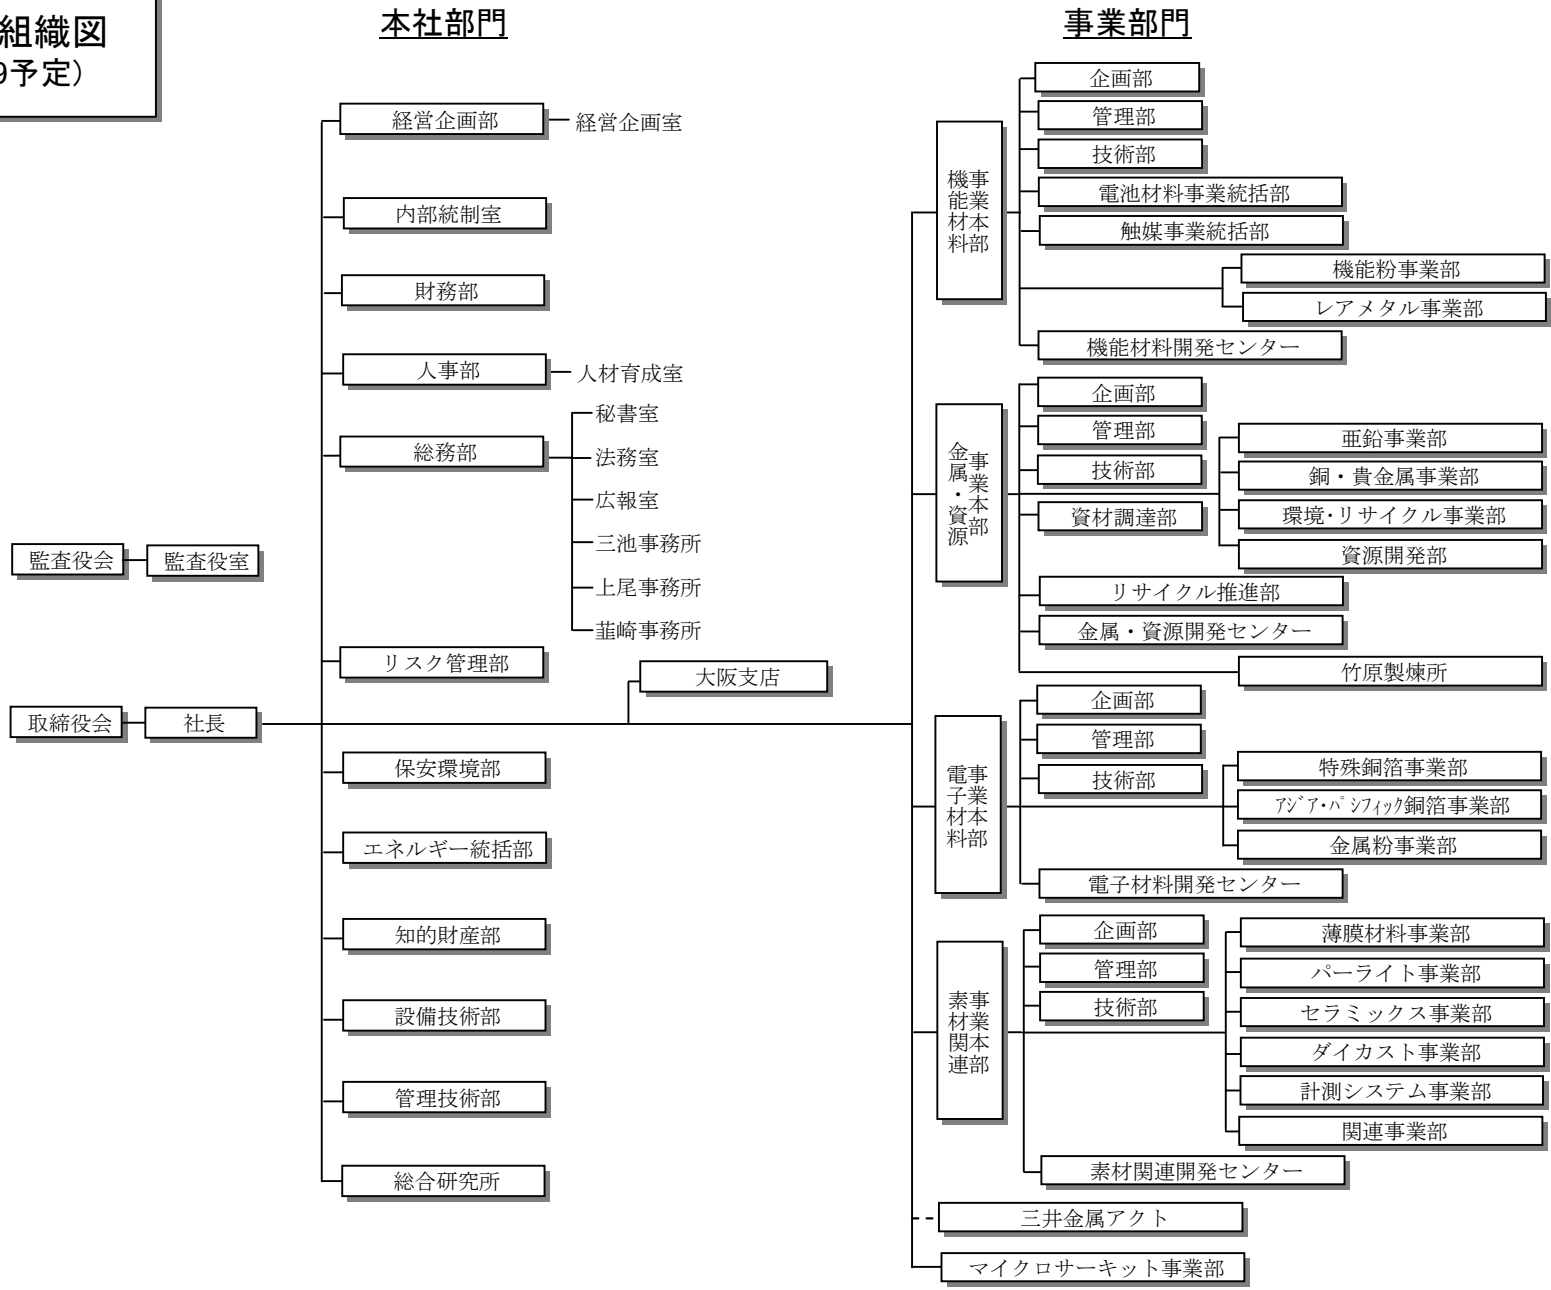 組織図
9予定）
本社部門
経営企画部
経営企画室
内部統制室
財務部
人事部
人材育成室
総務部
秘書室
法務室
広報室
三池事務所
上尾事務所
韮崎事務所
監査役会
監査役室
リスク管理部
大阪支店
取締役会
社長
保安環境部
エネルギー統括部
知的財産部
設備技術部
管理技術部
総合研究所
事業部門
機能材料
事業本部
企画部
管理部
技術部
電池材料事業統括部
触媒事業統括部
機能粉事業部
レアメタル事業部
機能材料開発センター
金属・資源
事業本部
企画部
管理部
技術部
資材調達部
亜鉛事業部
銅・貴金属事業部
環境・リサイクル事業部
資源開発部
リサイクル推進部
金属・資源開発センター
竹原製煉所
電子材料
事業本部
企画部
管理部
技術部
特殊銅箔事業部
ｱｼﾞｱ・ﾊﾟｼﾌｨｯｸ銅箔事業部
金属粉事業部
電子材料開発センター
素材関連
事業本部
企画部
管理部
技術部
薄膜材料事業部
パーライト事業部
セラミックス事業部
ダイカスト事業部
計測システム事業部
関連事業部
素材関連開発センター
三井金属アクト
マイクロサーキット事業部